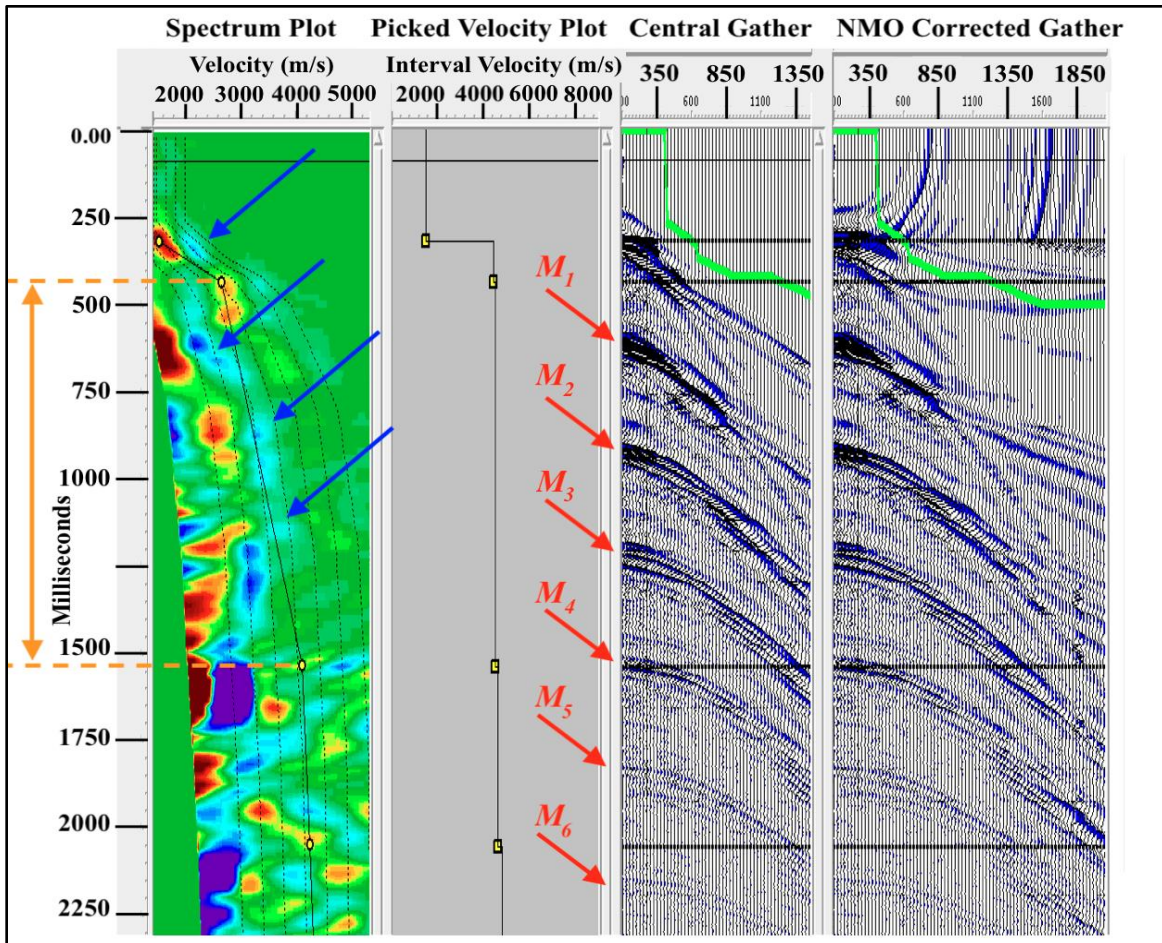 Spectrum Plot Picked Velocity Plot Central Gather NMO Corrected Gather
Velocity (m/s) Interval Velocity (m/s) 350 850 1350 350 850 1350 1850
2000 3000 4000 5000 2000 4000 6000 8000 600 1100 600 1100 1600
0.00
250
500
750
1000
1500
1750
2000
2250
Milliseconds
M1
M2
M3
M4
M5
M6